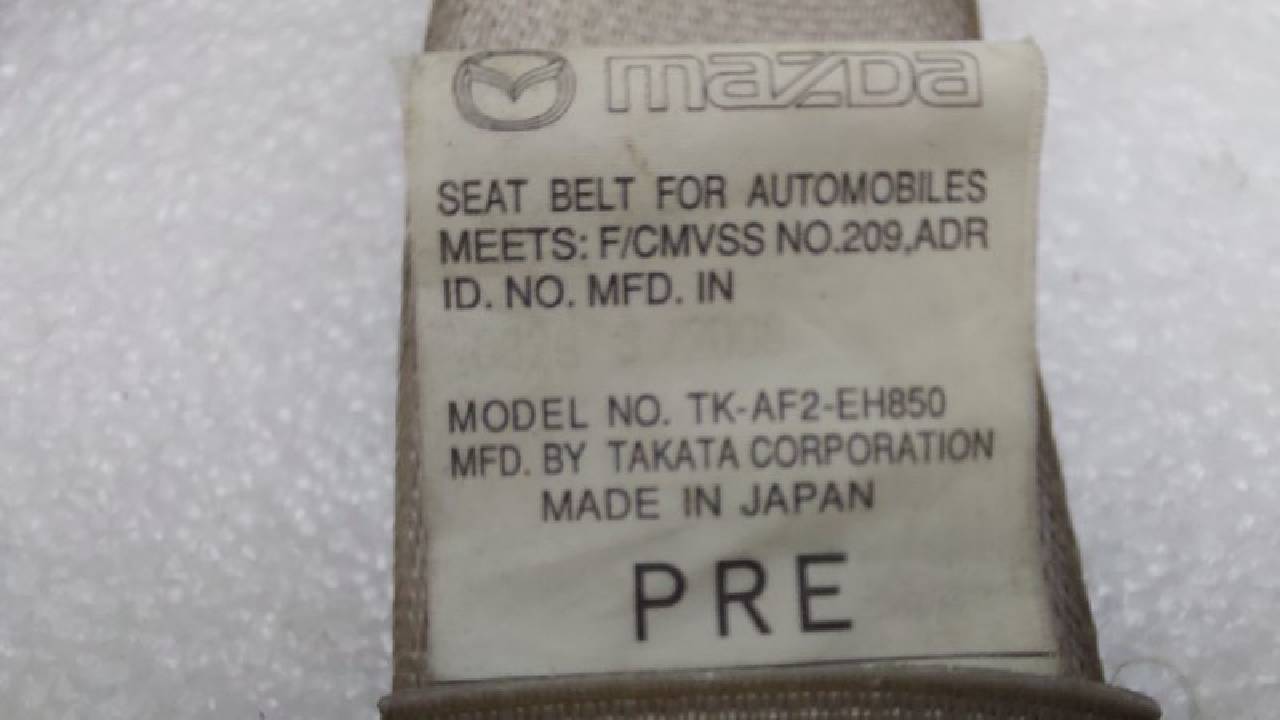 mazda
SEAT BELT FOR AUTOMOBILES
MEETS: F/CMVSS NO.209,ADR
ID. NO. MFD. IN
MODEL NO. TK-AF2-EH850
MFD. BY TAKATA CORPORATION
MADE IN JAPAN
PRE